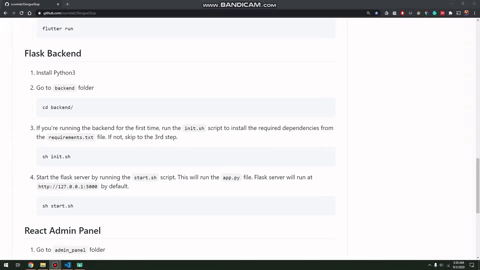 www.BANDICAM.com
flutter run
Flask Backend
1. Install Python3
2. Go to backend folder
cd backend/
3. If you're running the backend for the first time, run the init.sh script to install the required dependencies from
the requirements.txt file. If not, skip to the 3rd step.
sh init.sh
4. Start the flask server by running the start.sh script. This will run the app.py file. Flask server will run at
http://127.0.0.1:5000 by default.
sh start.sh
React Admin Panel
1. Go to admin_panel folder